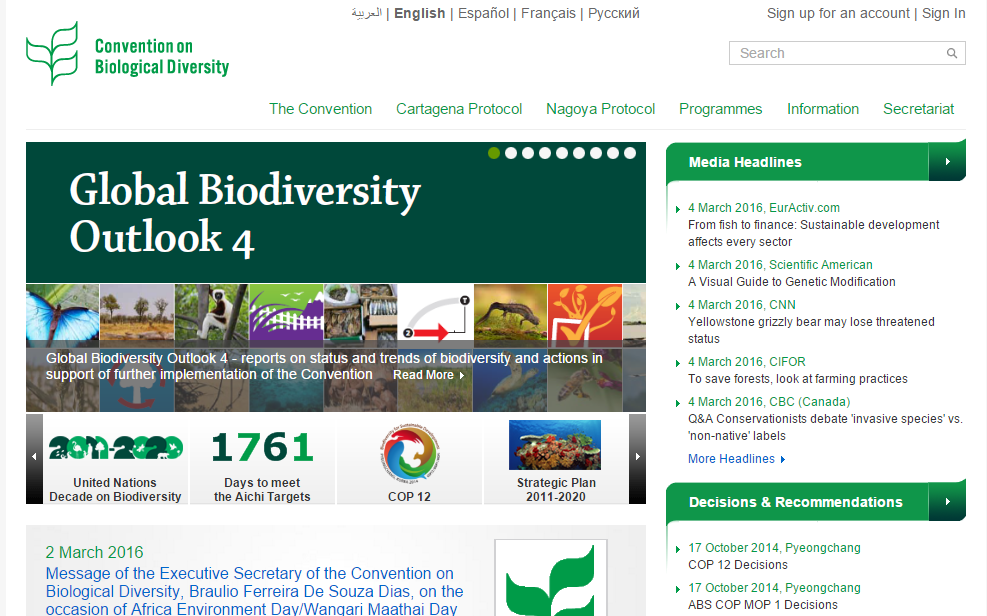 العربية | English | Español | Français | Русский
Sign up for an account | Sign In
Convention on
Biological Diversity
Search
The Convention Cartagena Protocol Nagoya Protocol Programmes Information Secretariat
Global Biodiversity
Outlook 4
Global Biodiversity Outlook 4 - reports on status and trends of biodiversity and actions in
support of further implementation of the Convention Read More
2011-2020
United Nations
Decade on Biodiversity
1761
Days to meet
the Aichi Targets
COP 12
Strategic Plan
2011-2020
2 March 2016
Message of the Executive Secretary of the Convention on
Biological Diversity, Braulio Ferreira De Souza Dias, on the
occasion of Africa Environment Day/Wangari Maathai Day
Media Headlines
4 March 2016, EurActiv.com
From fish to finance: Sustainable development
affects every sector
4 March 2016, Scientific American
A Visual Guide to Genetic Modification
4 March 2016, CNN
Yellowstone grizzly bear may lose threatened
status
4 March 2016, CIFOR
To save forests, look at farming practices
4 March 2016, CBC (Canada)
Q&A Conservationists debate 'invasive species' vs.
'non-native' labels
More Headlines
Decisions & Recommendations
17 October 2014, Pyeongchang
COP 12 Decisions
17 October 2014, Pyeongchang
ABS COP MOP 1 Decisions